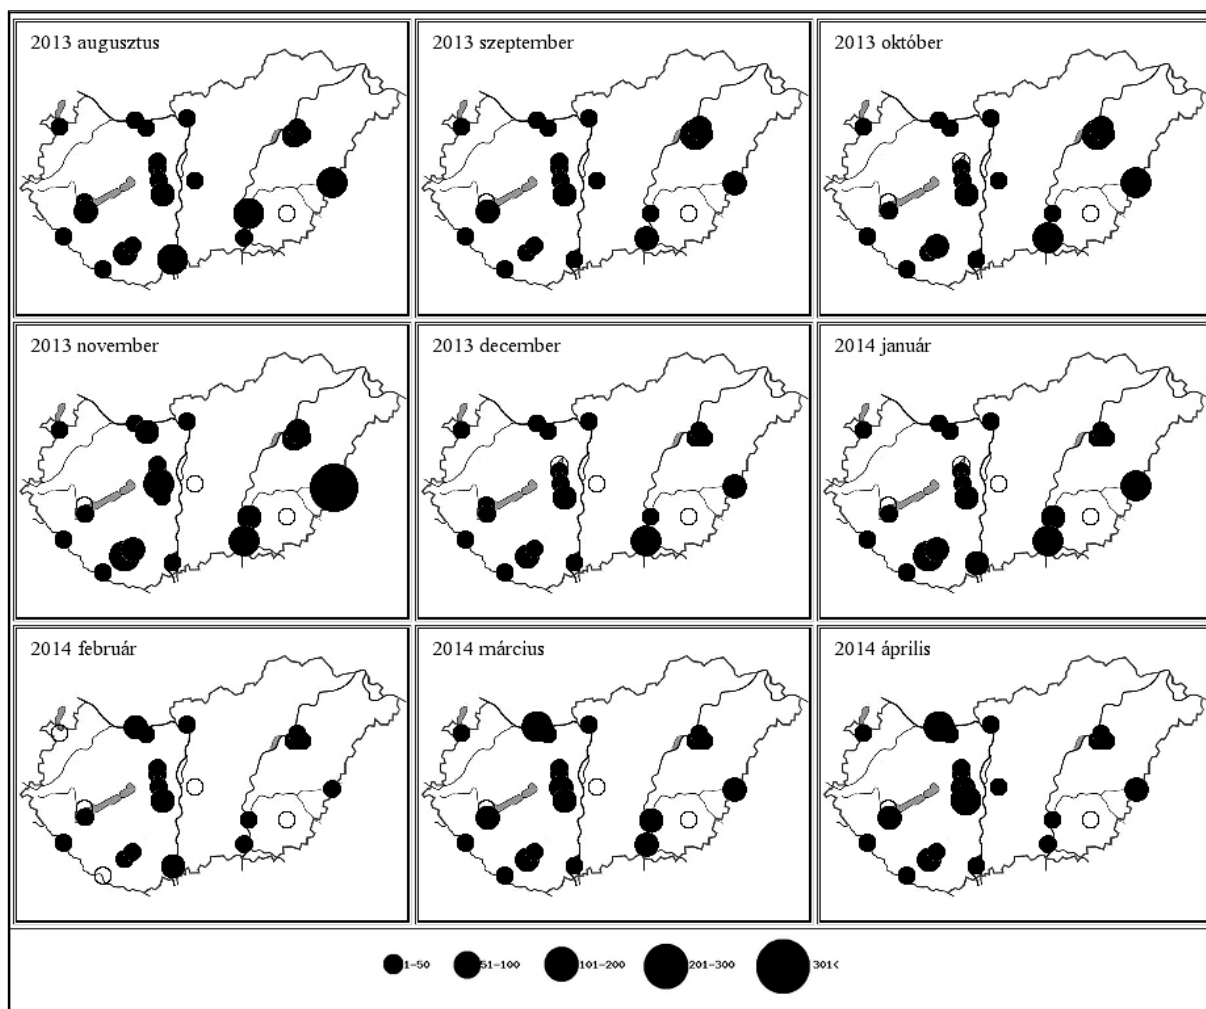 2013 augusztus
2013 szeptember
2013 október
2013 november
2013 december
2014 január
2014 február
2014 március
2014 április
1-50 51-100 101-200 201-300 301<